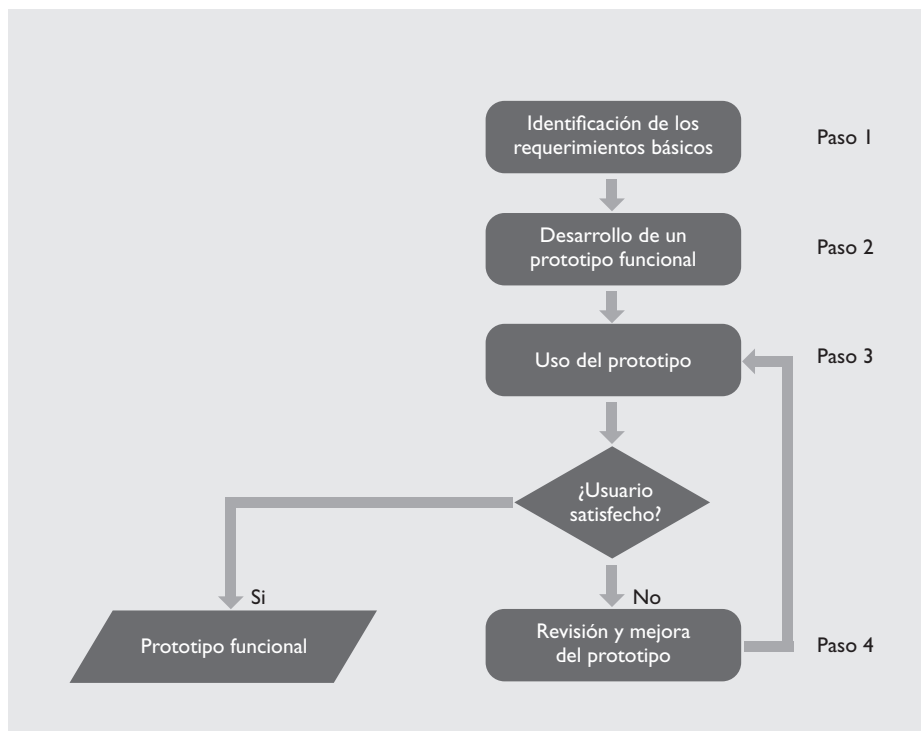 Identificación de los
requerimientos básicos
Paso 1
Desarrollo de un
prototipo funcional
Paso 2
Uso del prototipo
Paso 3
¿Usuario
satisfecho?
Si
No
Prototipo funcional
Revisión y mejora
del prototipo
Paso 4